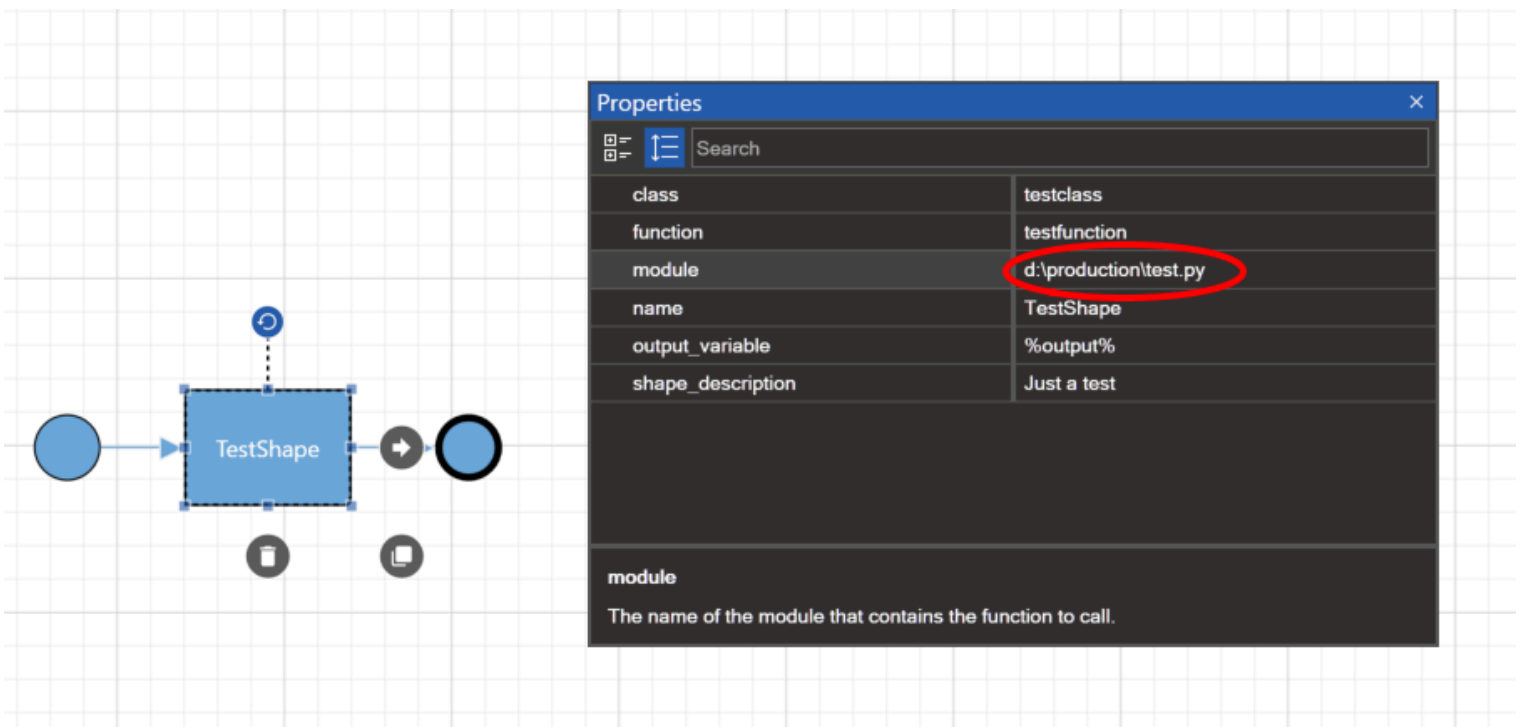 Properties
Search
class testclass
function testfunction
module d:\production\test.py
name TestShape
output_variable %output%
shape_description Just a test
TestShape
module
The name of the module that contains the function to call.